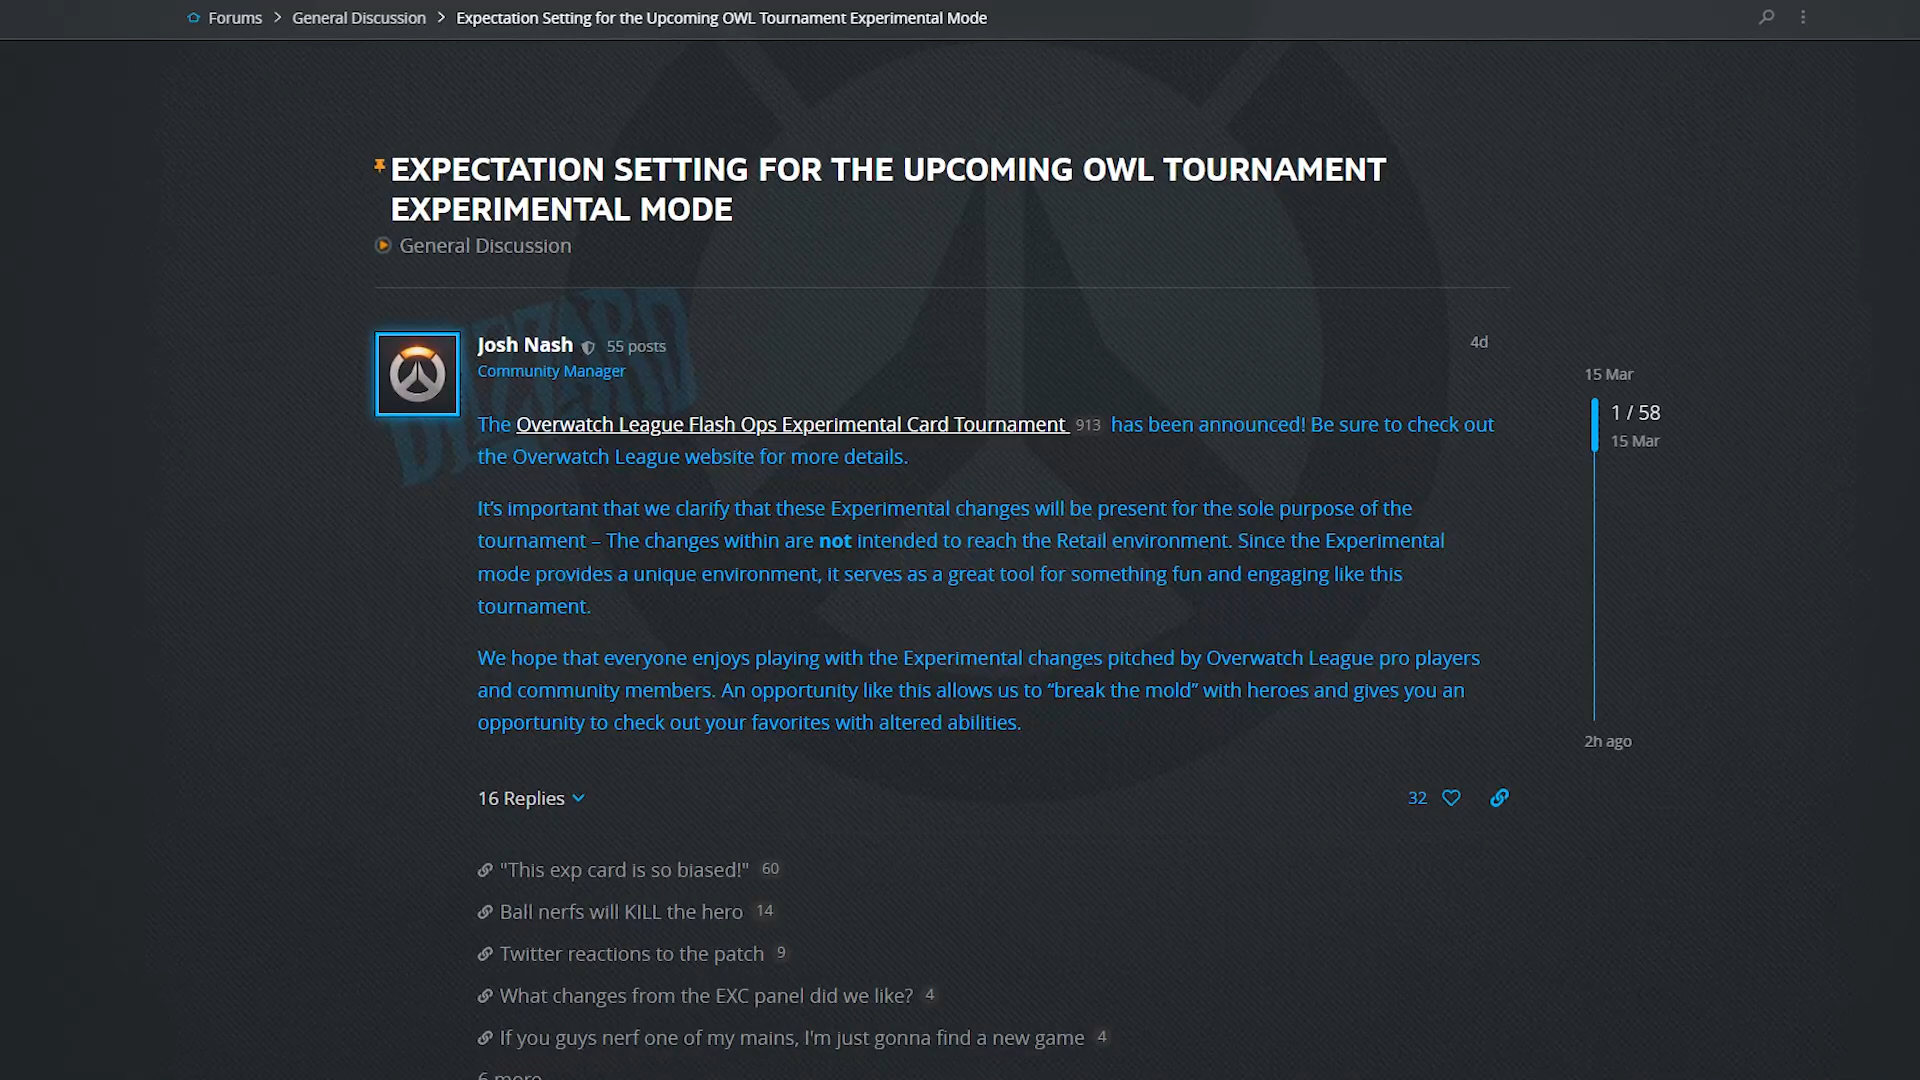 Forums > General Discussion > Expectation Setting for the Upcoming OWL Tournament Experimental Mode
EXPECTATION SETTING FOR THE UPCOMING OWL TOURNAMENT
EXPERIMENTAL MODE
General Discussion
BLIZZARD
Josh Nash 55 posts
4d
Community Manager
15 Mar
1 / 58
15 Mar
The Overwatch League Flash Ops Experimental Card Tournament 913 has been announced! Be sure to check out
the Overwatch League website for more details.
It's important that we clarify that these Experimental changes will be present for the sole purpose of the
tournament – The changes within are not intended to reach the Retail environment. Since the Experimental
mode provides a unique environment, it serves as a great tool for something fun and engaging like this
tournament.
We hope that everyone enjoys playing with the Experimental changes pitched by Overwatch League pro players
and community members. An opportunity like this allows us to “break the mold” with heroes and gives you an
opportunity to check out your favorites with altered abilities.
2h ago
16 Replies
32
"This exp card is so biased!" 60
Ball nerfs will KILL the hero 14
Twitter reactions to the patch 9
What changes from the EXC panel did we like? 4
If you guys nerf one of my mains, I'm just gonna find a new game 4
6 more